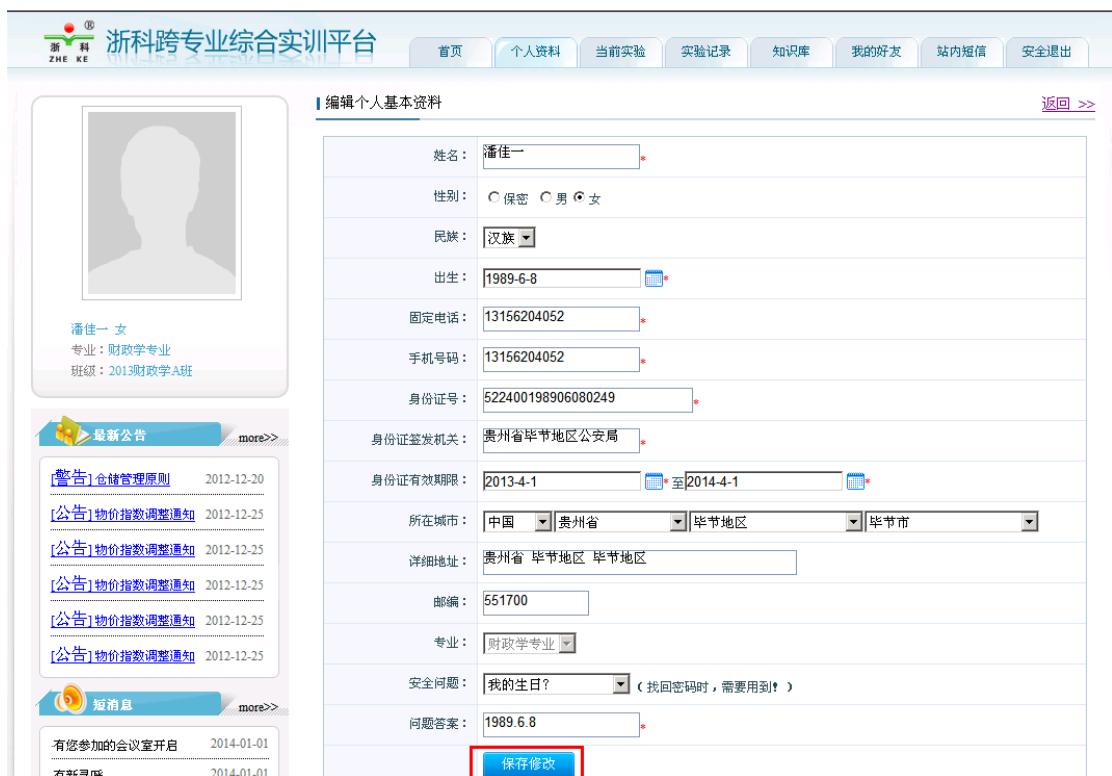 ®
浙 科
ZHE KE
浙科跨专业综合实训平台
首页 个人资料 当前实验 实验记录 知识库 我的好友 站内短信 安全退出
潘佳一 女
专业：财政学专业
班级：2013财政学A班
最新公告 more>>
[警告]仓储管理原则 2012-12-20
[公告]物价指数调整通知 2012-12-25
[公告]物价指数调整通知 2012-12-25
[公告]物价指数调整通知 2012-12-25
[公告]物价指数调整通知 2012-12-25
[公告]物价指数调整通知 2012-12-25
短消息 more>>
有您参加的会议室开启 2014-01-01
有新寻呼 2014-01-01
编辑个人基本资料 返回 >>
姓名： 潘佳一 *
性别： 保密 男 女
民族： 汉族
出生： 1989-6-8 *
固定电话： 13156204052 *
手机号码： 13156204052 *
身份证号： 522400198906080249 *
身份证签发机关： 贵州省毕节地区公安局 *
身份证有效期限： 2013-4-1 * 至 2014-4-1 *
所在城市： 中国 贵州省 毕节地区 毕节市
详细地址： 贵州省 毕节地区 毕节地区
邮编： 551700
专业： 财政学专业
安全问题： 我的生日? （找回密码时，需要用到！）
问题答案： 1989.6.8 *
保存修改